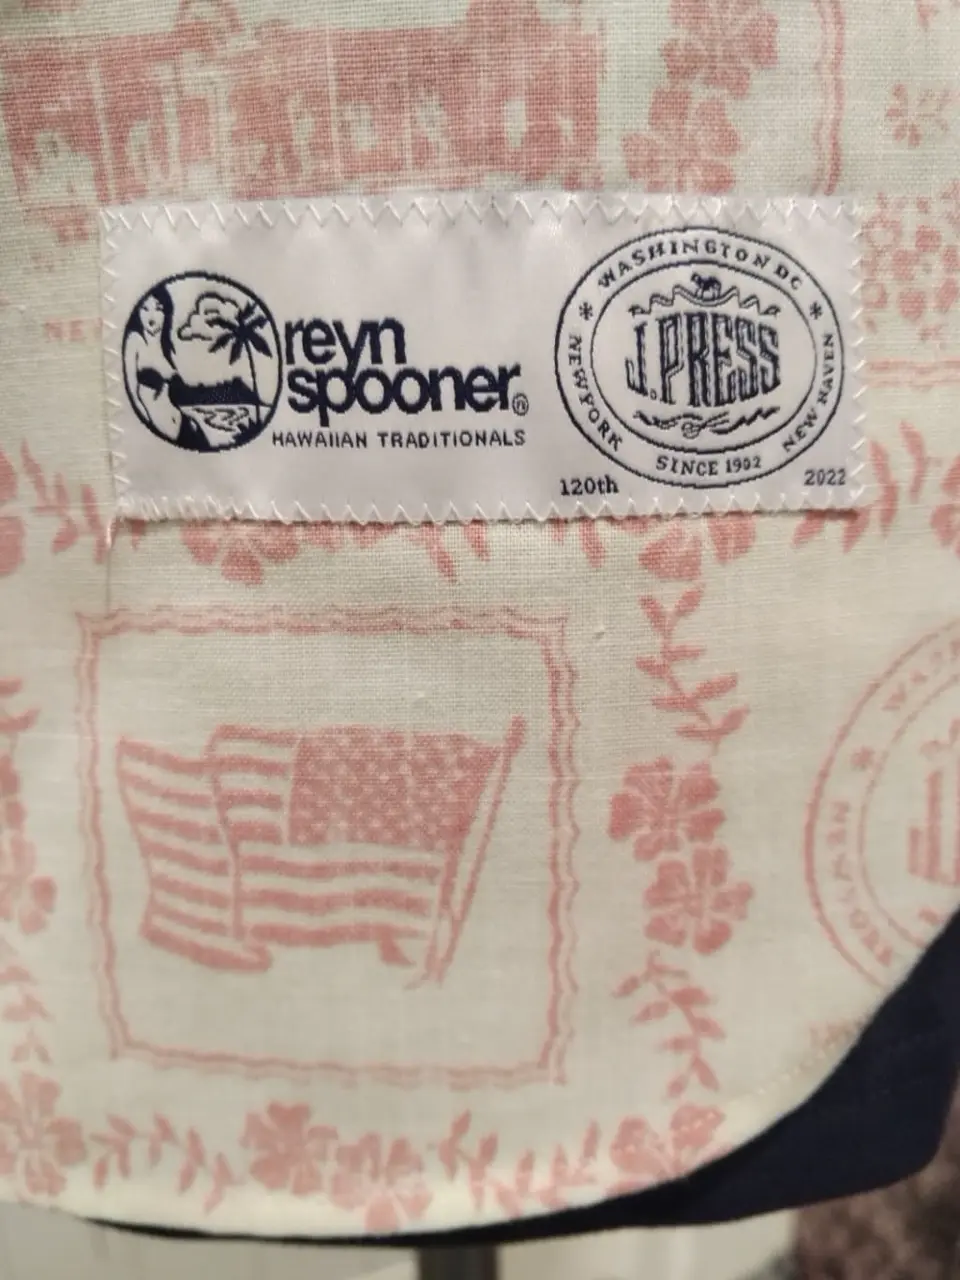 reyn
spooner®
HAWAIIAN TRADITIONALS
WASHINGTON DC
J.PRESS
NEW YORK
NEW HAVEN
SINCE 1902
120th
2022